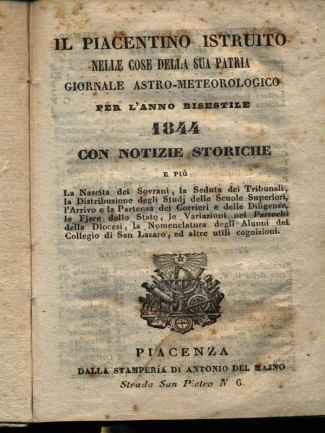 IL PIACENTINO ISTRUITO
NELLE COSE DELLA SUA PATRIA
GIORNALE ASTRO-METEOROLOGICO
PER L'ANNO BISESTILE
1844
CON NOTIZIE STORICHE
E PIÙ
La Nascita dei Sovrani, la Seduta dei Tribunali,
la Distribuzione degli Studj delle Scuole Superiori,
l'Arrivo e la Partenza dei Corrieri e delle Diligenze,
le Fiere dello Stato, le Variazioni nei Parrochi
della Diocesi, la Nomenclatura degli Alunni del
Collegio di San Lazaro, ed altre utili cognizioni.
PIACENZA
DALLA STAMPERÍA DI ANTONIO DEL MAJNO
Strada San Pietro N 6.